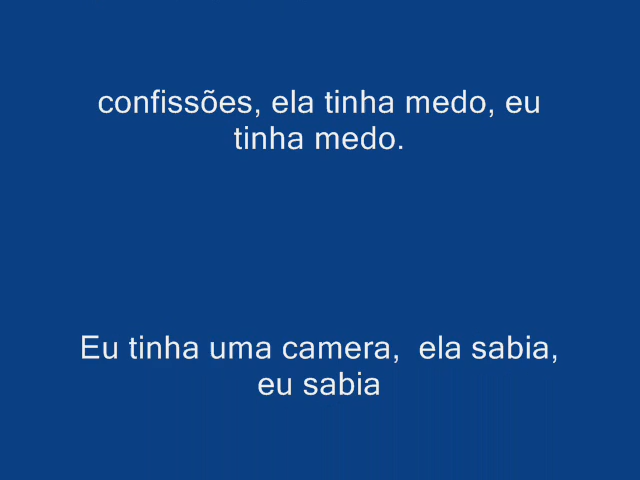 confissões, ela tinha medo, eu
tinha medo.
Eu tinha uma camera,  ela sabia,
eu sabia